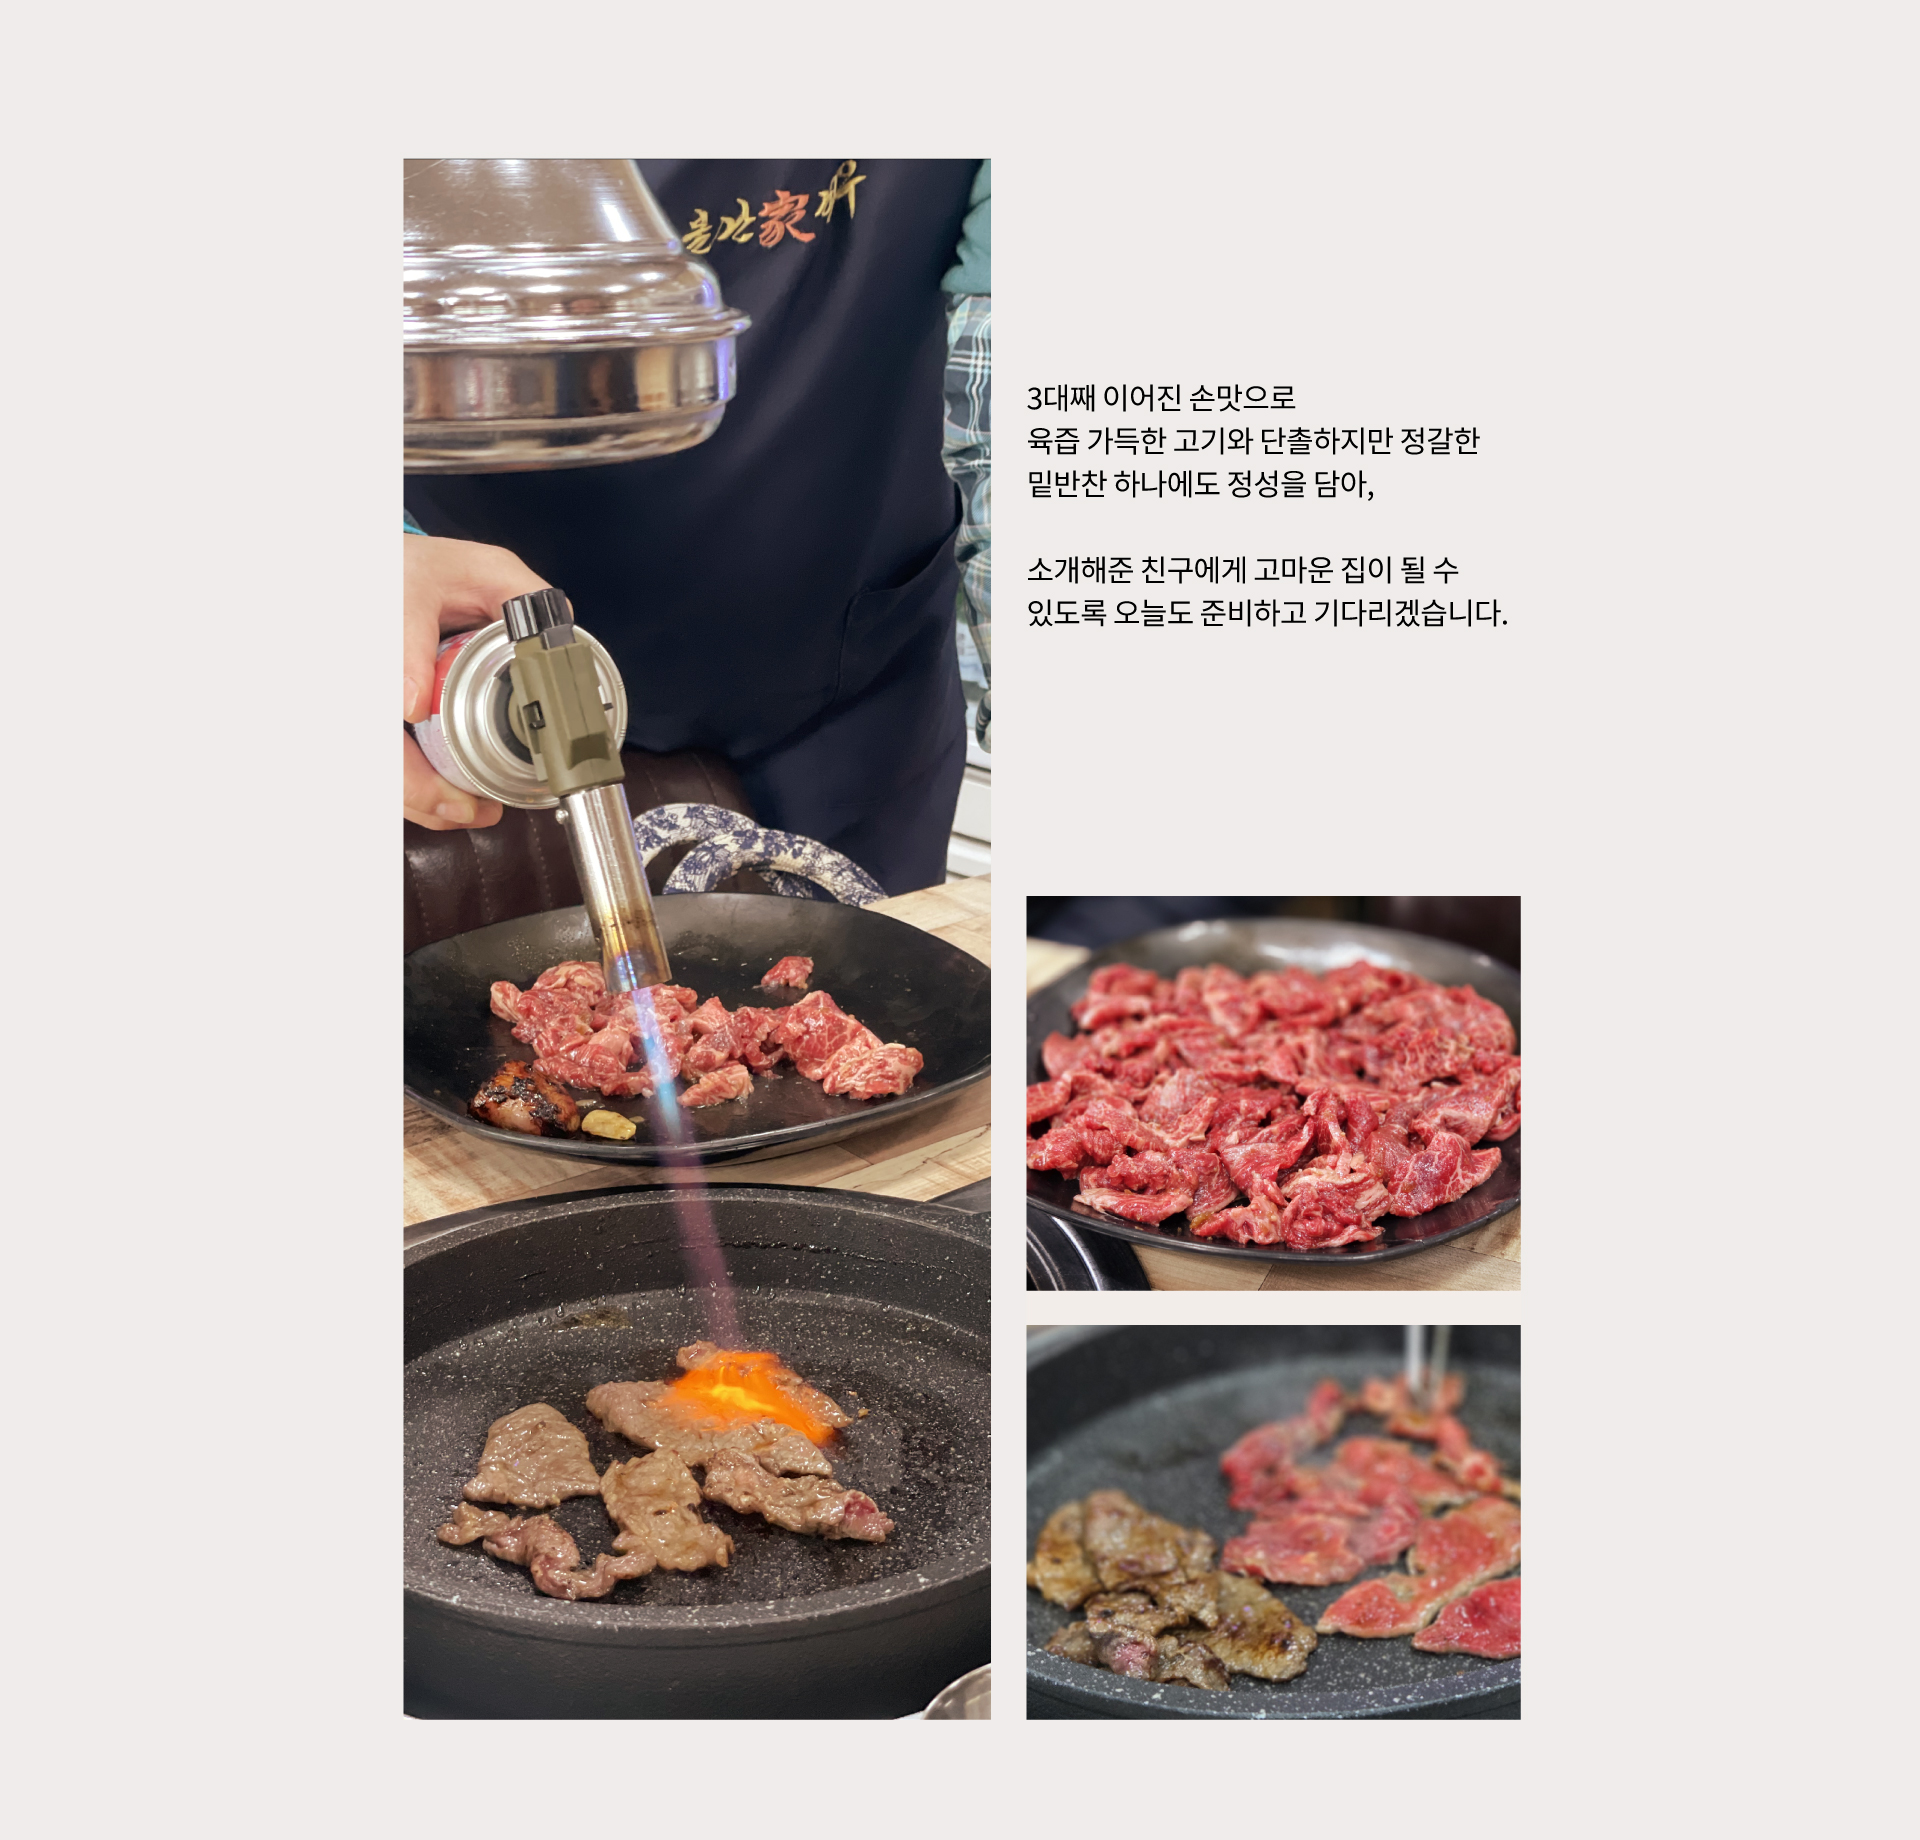 3대째 이어진 손맛으로
육즙 가득한 고기와 단촐하지만 정갈한
밑반찬 하나에도 정성을 담아,
소개해준 친구에게 고마운 집이 될 수
있도록 오늘도 준비하고 기다리겠습니다.
家